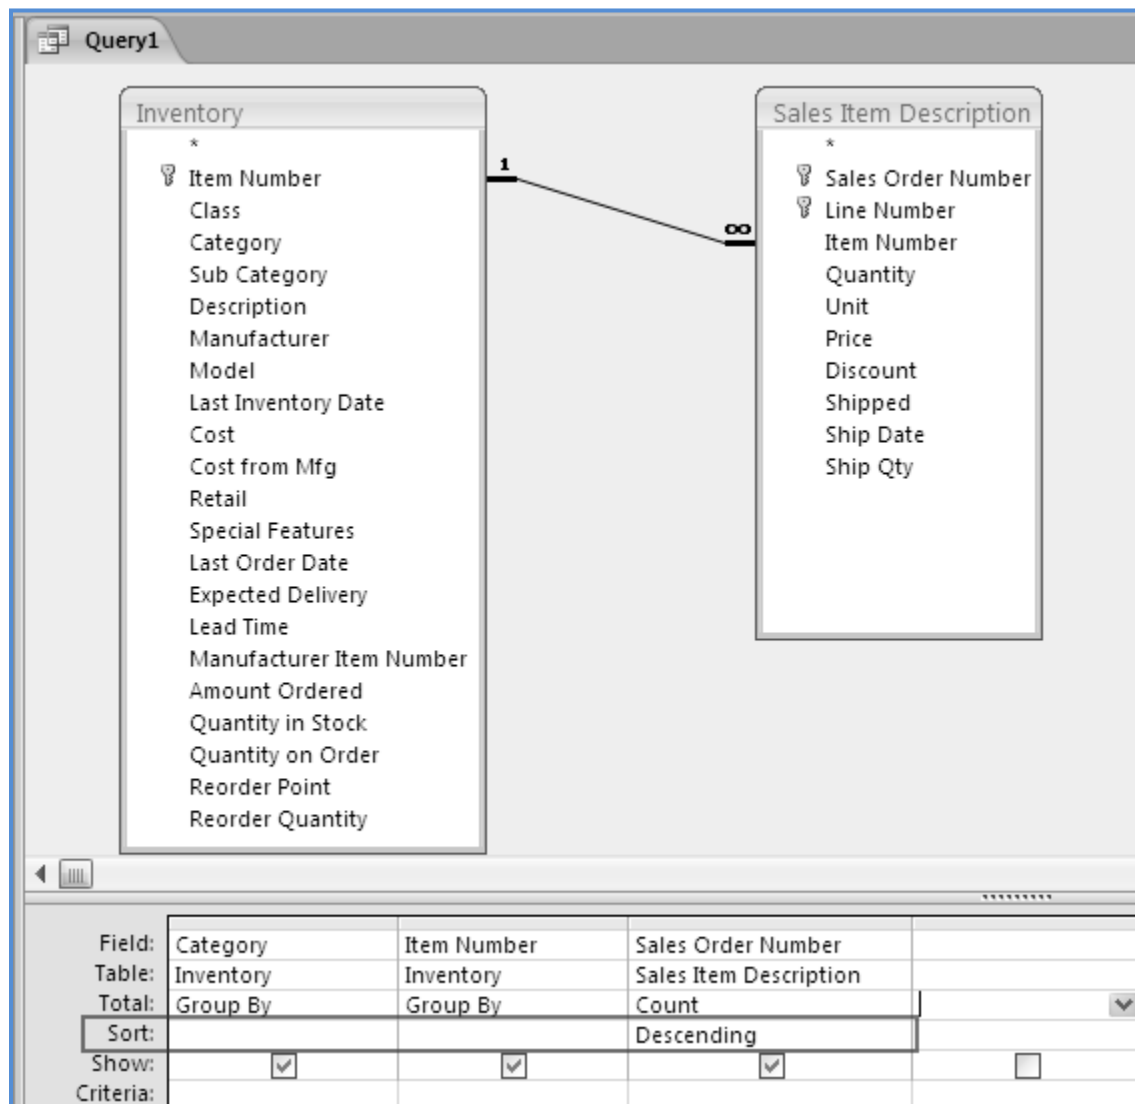 Query1
Inventory
*
Item Number
Class
Category
Sub Category
Description
Manufacturer
Model
Last Inventory Date
Cost
Cost from Mfg
Retail
Special Features
Last Order Date
Expected Delivery
Lead Time
Manufacturer Item Number
Amount Ordered
Quantity in Stock
Quantity on Order
Reorder Point
Reorder Quantity
1
∞
Sales Item Description
*
Sales Order Number
Line Number
Item Number
Quantity
Unit
Price
Discount
Shipped
Ship Date
Ship Qty
Field: Category Item Number Sales Order Number
Table: Inventory Inventory Sales Item Description
Total: Group By Group By Count
Sort: Descending
Show:
Criteria: